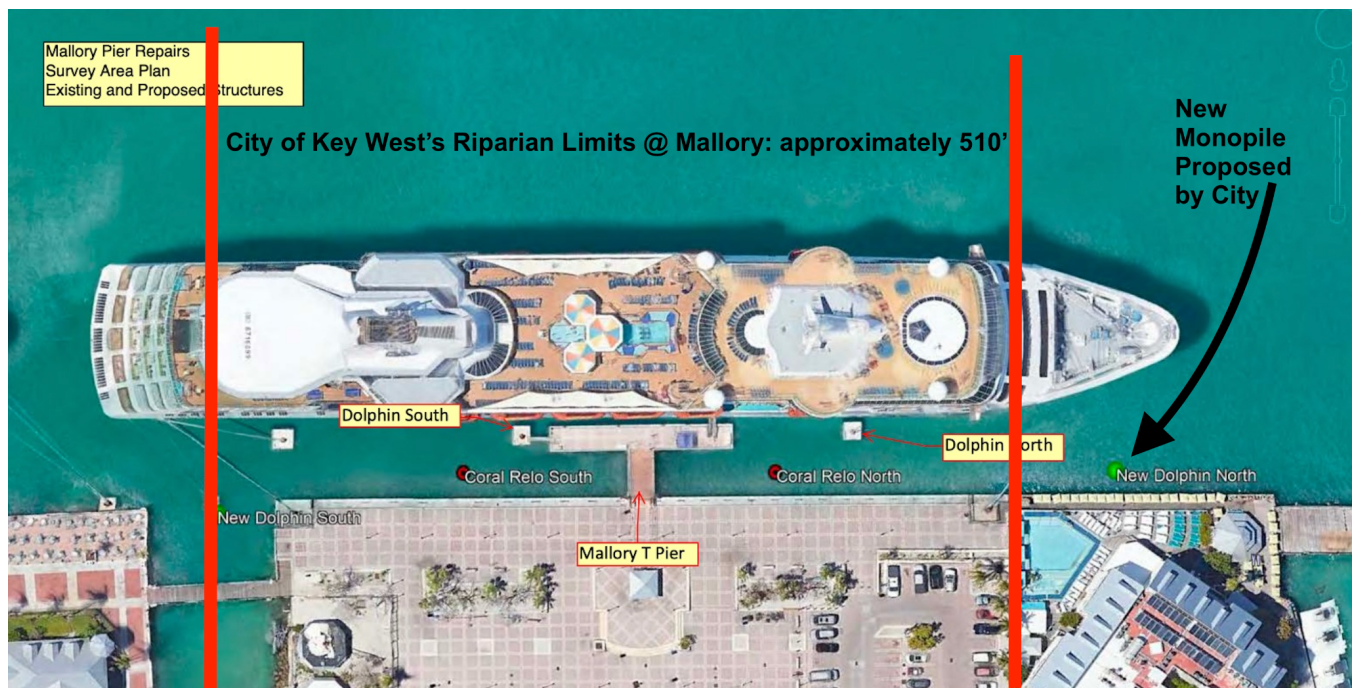 Mallory Pier Repairs
Survey Area Plan
Existing and Proposed Structures
City of Key West's Riparian Limits @ Mallory: approximately 510'
New
Monopile
Proposed
by City
Dolphin South
Dolphin North
Coral Relo South
Coral Relo North
New Dolphin North
New Dolphin South
Mallory T Pier